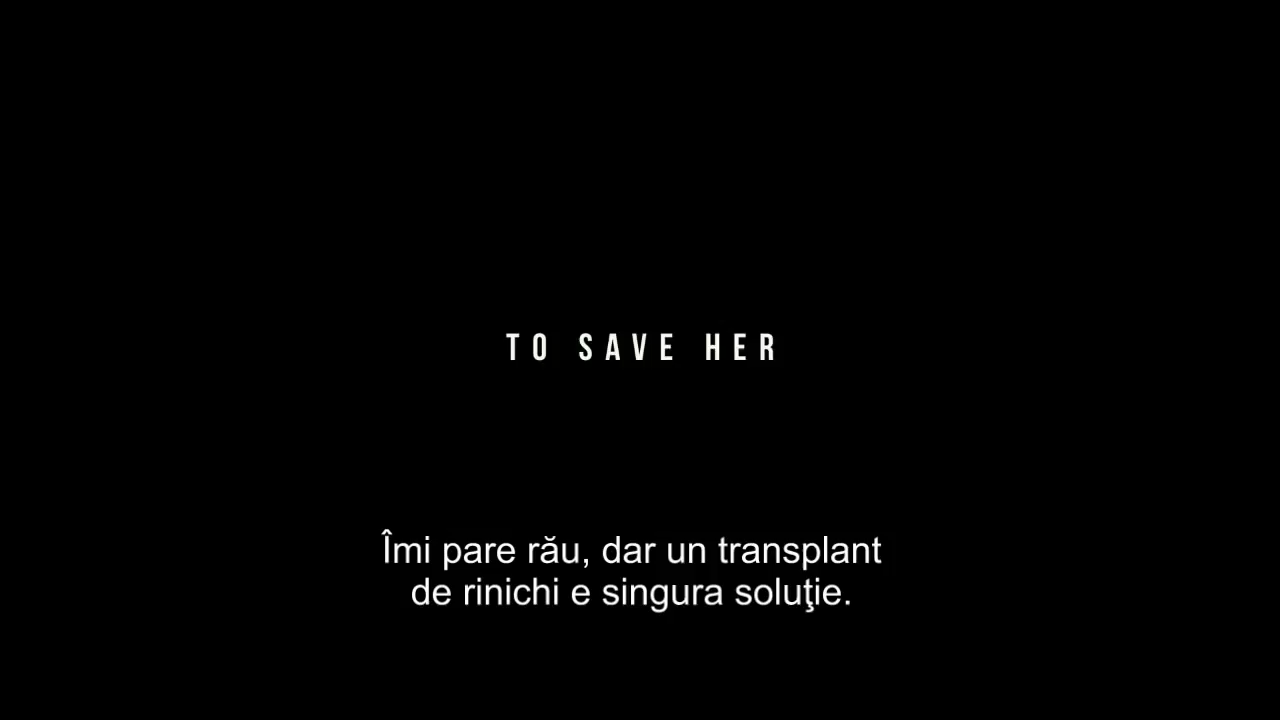 TO SAVE HER
Îmi pare rău, dar un transplant
de rinichi e singura soluţie.